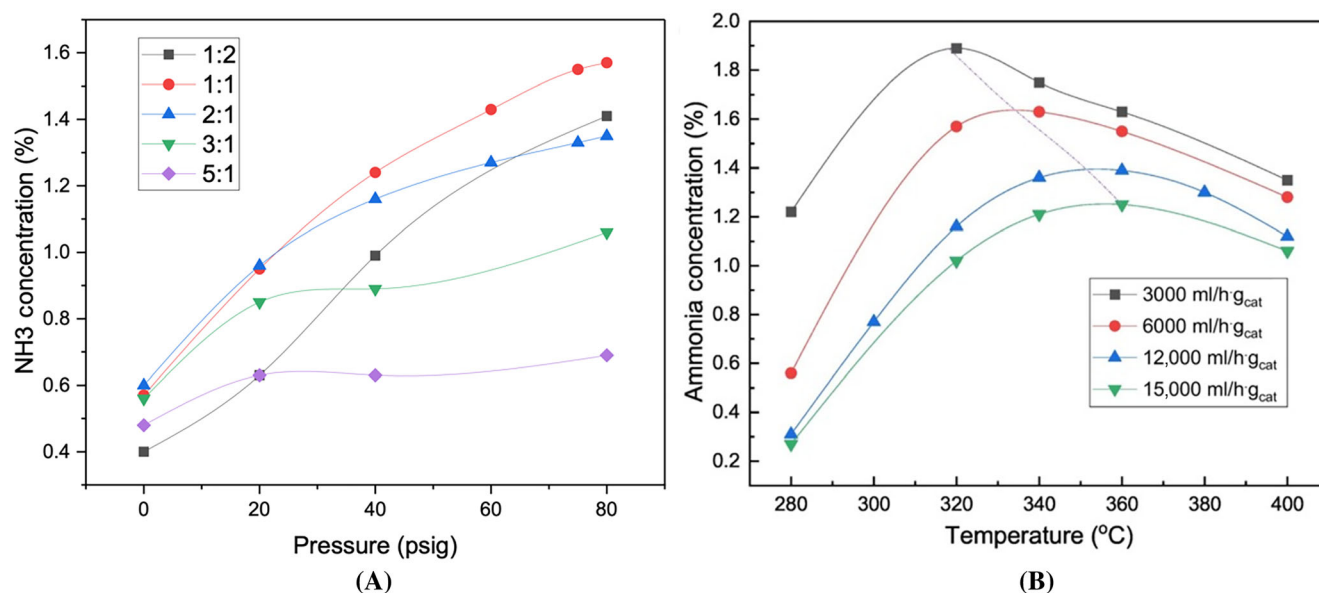 1.6
1.4
1.2
1.0
0.8
0.6
0.4
NH3 concentration (%)
1:2
1:1
2:1
3:1
5:1
0 20 40 60 80
Pressure (psig)
(A)
2.0
1.8
1.6
1.4
1.2
1.0
0.8
0.6
0.4
0.2
Ammonia concentration (%)
3000 ml/h·gcat
6000 ml/h·gcat
12,000 ml/h·gcat
15,000 ml/h·gcat
280 300 320 340 360 380 400
Temperature (°C)
(B)